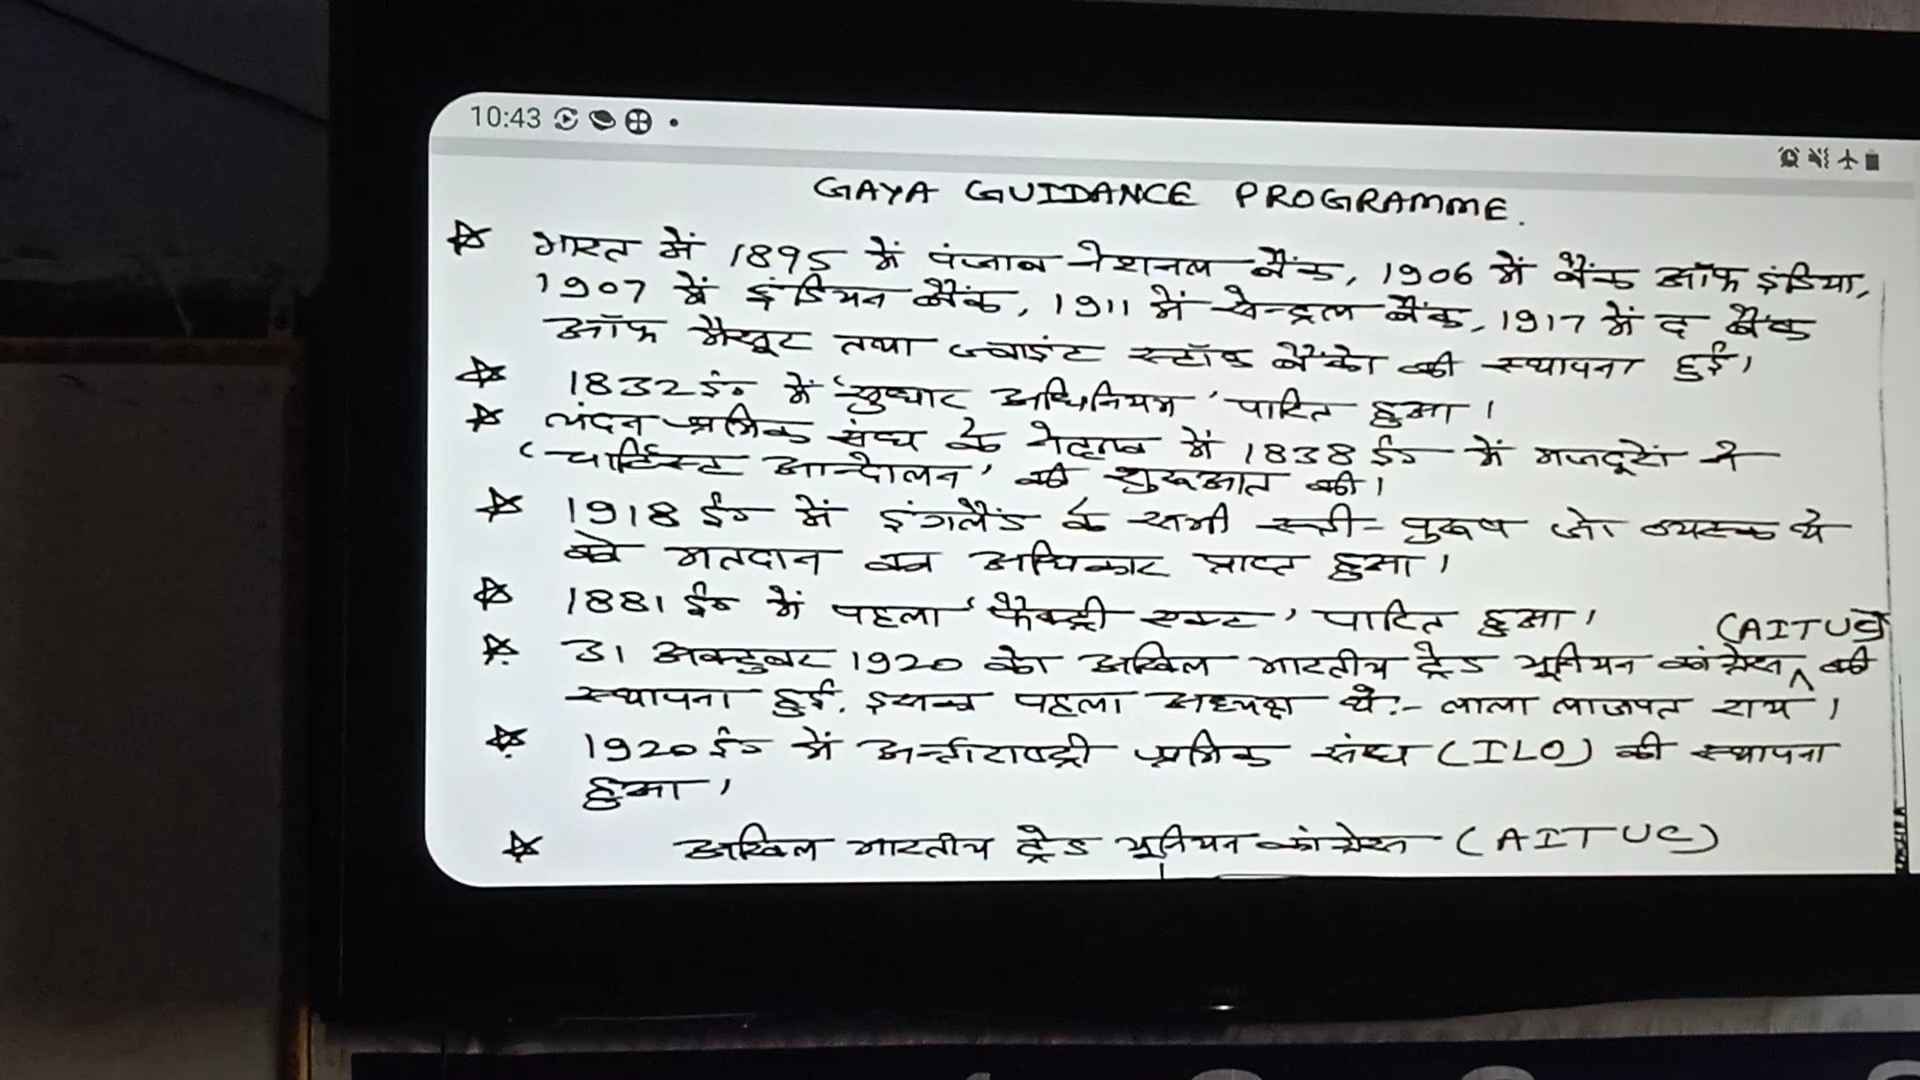 10:43
GAYA GUIDANCE PROGRAMME.
☆ भारत में 1895 में पंजाब नेशनल बैंक, 1906 में बैंक ऑफ इंडिया,
1907 में इंडियन बैंक, 1911 में सेन्ट्रल बैंक, 1917 में द बैंक
ऑफ मैसूर तथा ज्वाइंट स्टॉक बैंको की स्थापना हुई।
☆ 1832 ई० में 'सुधार अधिनियम' पारित हुआ।
☆ लंदन श्रमिक संघ के नेतृत्व में 1838 ई० में मजदूरों ने
'चार्टिस्ट आन्दोलन' की शुरूआत की।
☆ 1918 ई० में इंगलैंड के सभी स्त्री-पुरूष जो व्यस्क थे
को मतदान का अधिकार प्राप्त हुआ।
☆ 1881 ई० में पहला 'फैक्ट्री एक्ट' पारित हुआ।
(AITUC)
☆ 31 अक्टुबर 1920 को अखिल भारतीय ट्रेड यूनियन कांग्रेस ^ की
स्थापना हुई. इसका पहला अध्यक्ष थे:- लाला लाजपत राय।
☆ 1920 ई० में अर्न्तराष्ट्री श्रमिक संघ (ILO) की स्थापना
हुआ।
☆ अखिल भारतीय ट्रेड यूनियन कांग्रेस (AITUC)